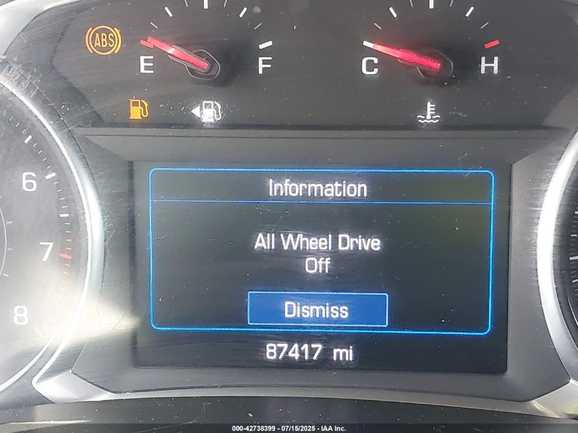 ABS
E F C H
6
7
8
Information
All Wheel Drive
Off
Dismiss
87417 mi
000-42738399 - 07/15/2025 - IAA Inc.